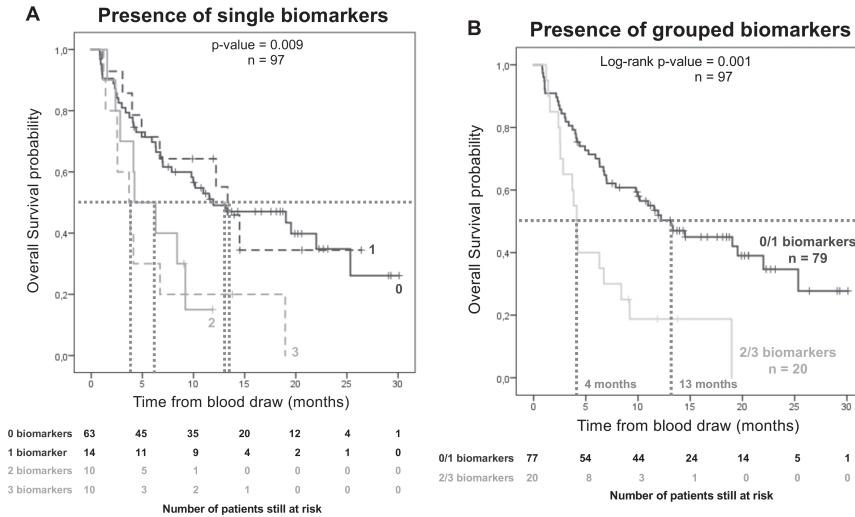 A
Presence of single biomarkers
p-value = 0.009
n = 97
Overall Survival probability
1,0
0,8
0,6
0,4
0,2
0,0
1
0
2
3
0 5 10 15 20 25 30
Time from blood draw (months)
0 biomarkers 63 45 35 20 12 4 1
1 biomarker 14 11 9 4 2 1 0
2 biomarkers 10 5 1 0 0 0 0
3 biomarkers 10 3 2 1 0 0 0
Number of patients still at risk
B
Presence of grouped biomarkers
Log-rank p-value = 0.001
n = 97
Overall Survival probability
1,0
0,8
0,6
0,4
0,2
0,0
0/1 biomarkers
n = 79
2/3 biomarkers
n = 20
4 months
13 months
0 5 10 15 20 25 30
Time from blood draw (months)
0/1 biomarkers 77 54 44 24 14 5 1
2/3 biomarkers 20 8 3 1 0 0 0
Number of patients still at risk